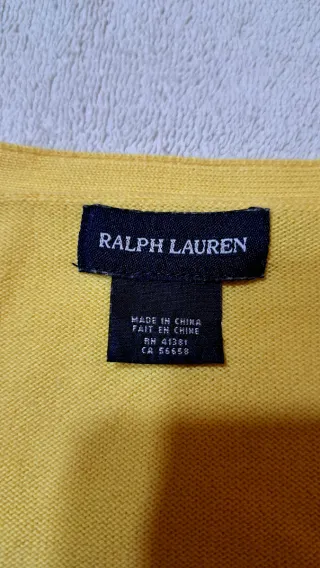 RALPH LAUREN
MADE IN CHINA
FAIT EN CHINE
RN 41381
CA 56658